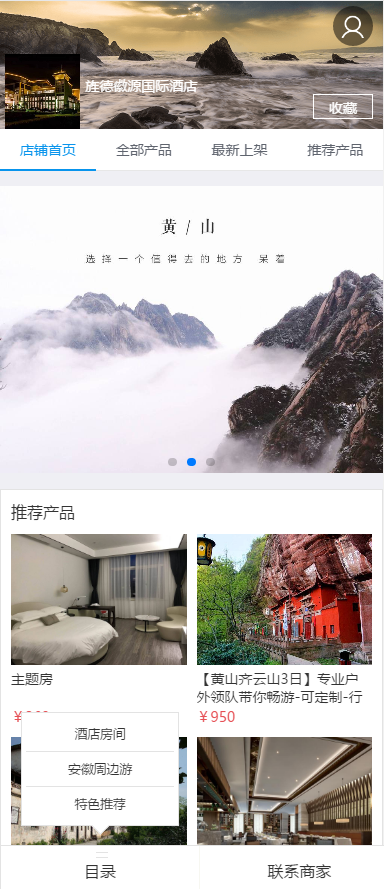 旌德徽源国际酒店
收藏
店铺首页 全部产品 最新上架 推荐产品
黄 / 山
选择一个值得去的地方 呆着
推荐产品
主题房
【黄山齐云山3日】专业户
外领队带你畅游-可定制-行
￥950
酒店房间
安徽周边游
特色推荐
目录 联系商家